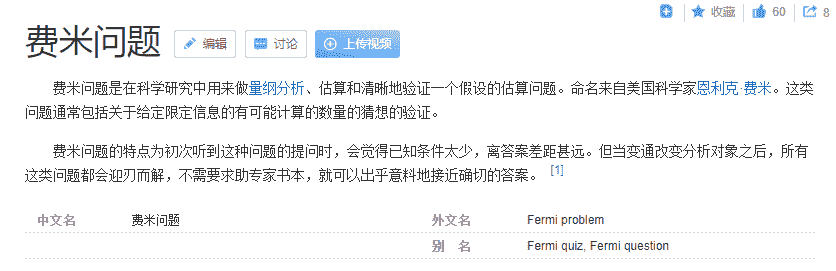 收藏 60 8
费米问题 编辑 讨论 上传视频
费米问题是在科学研究中用来做量纲分析、估算和清晰地验证一个假设的估算问题。命名来自美国科学家恩利克·费米。这类
问题通常包括关于给定限定信息的有可能计算的数量的猜想的验证。
费米问题的特点为初次听到这种问题的提问时，会觉得已知条件太少，离答案差距甚远。但当变通改变分析对象之后，所有
这类问题都会迎刃而解，不需要求助专家书本，就可以出乎意料地接近确切的答案。 [1]
中文名 费米问题 外文名 Fermi problem
别 名 Fermi quiz, Fermi question